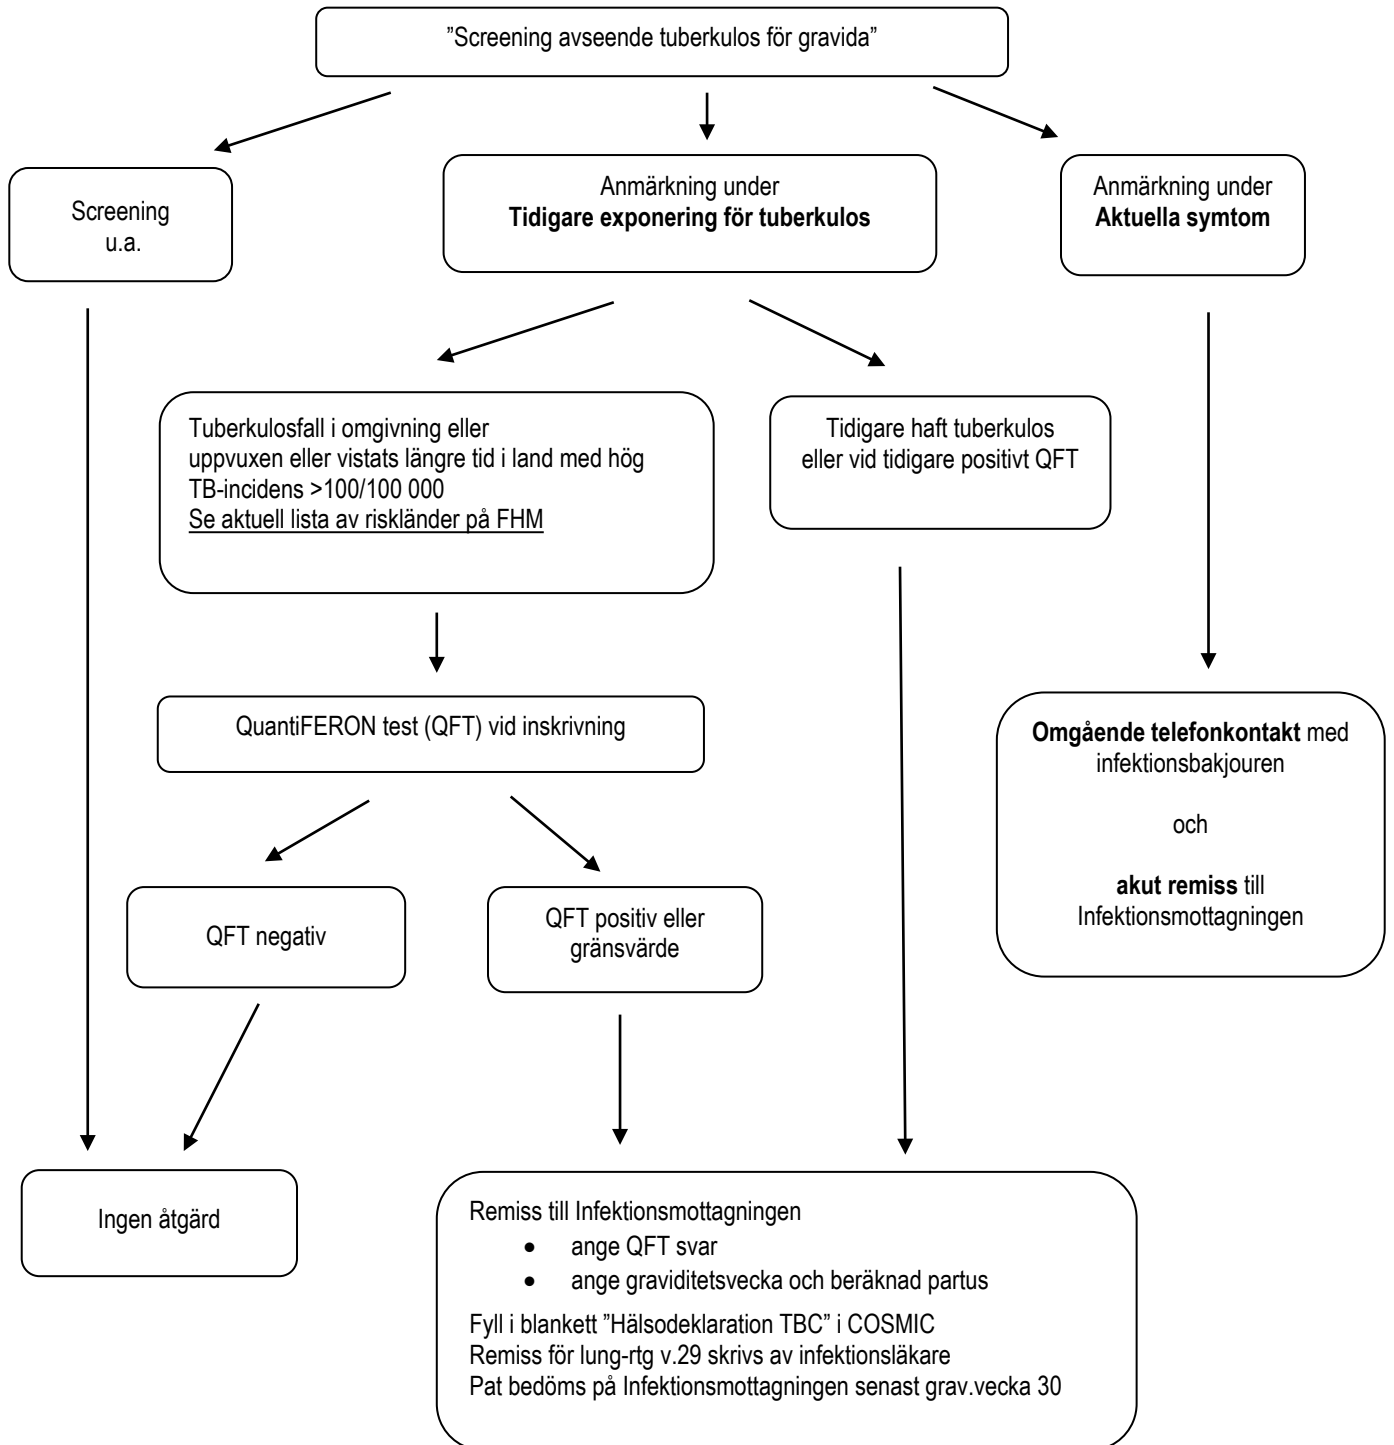 ”Screening avseende tuberkulos för gravida”
Screening
u.a.
Anmärkning under
Tidigare exponering för tuberkulos
Anmärkning under
Aktuella symtom
Tuberkulosfall i omgivning eller
uppvuxen eller vistats längre tid i land med hög
TB-incidens >100/100 000
Se aktuell lista av riskländer på FHM
Tidigare haft tuberkulos
eller vid tidigare positivt QFT
QuantiFERON test (QFT) vid inskrivning
Omgående telefonkontakt med
infektionsbakjouren
och
akut remiss till
Infektionsmottagningen
QFT negativ
QFT positiv eller
gränsvärde
Ingen åtgärd
Remiss till Infektionsmottagningen
• ange QFT svar
• ange graviditetsvecka och beräknad partus
Fyll i blankett ”Hälsodeklaration TBC” i COSMIC
Remiss för lung-rtg v.29 skrivs av infektionsläkare
Pat bedöms på Infektionsmottagningen senast grav.vecka 30